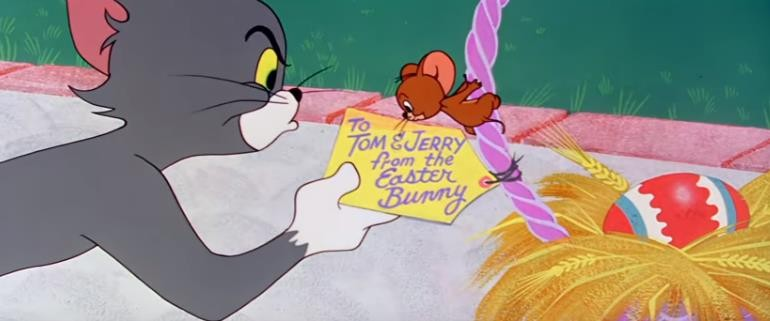 To
TOM & JERRY
from the
Easter
Bunny